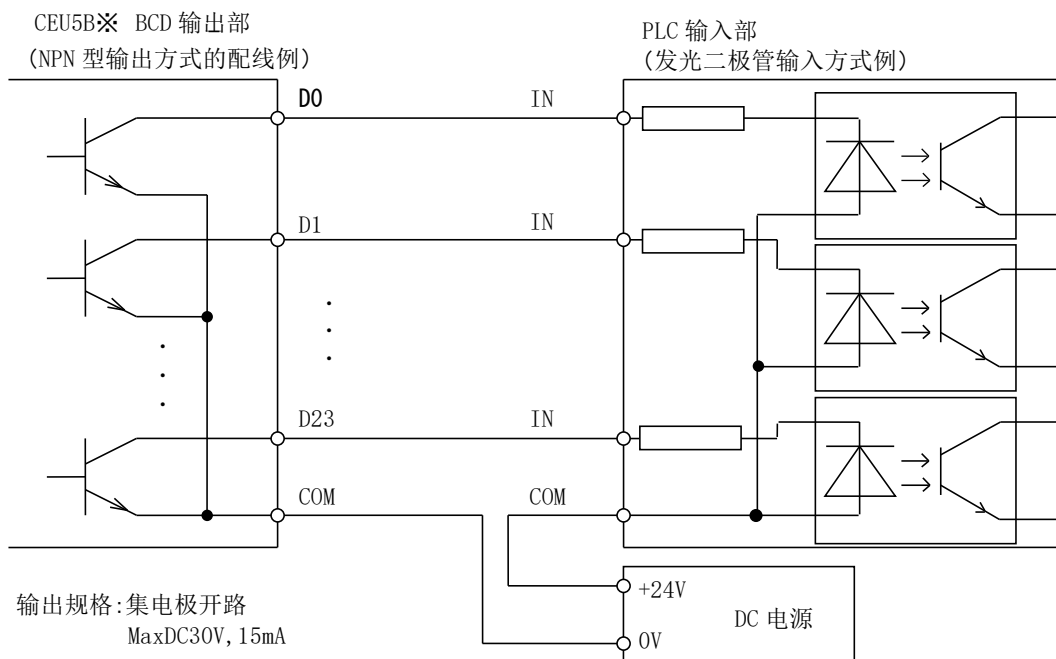 CEU5B※ BCD 输出部
(NPN 型输出方式的配线例)
PLC 输入部
(发光二极管输入方式例)
D0
IN
D1
IN
D23
IN
COM
COM
+24V
DC 电源
0V
输出规格:集电极开路
MaxDC30V,15mA